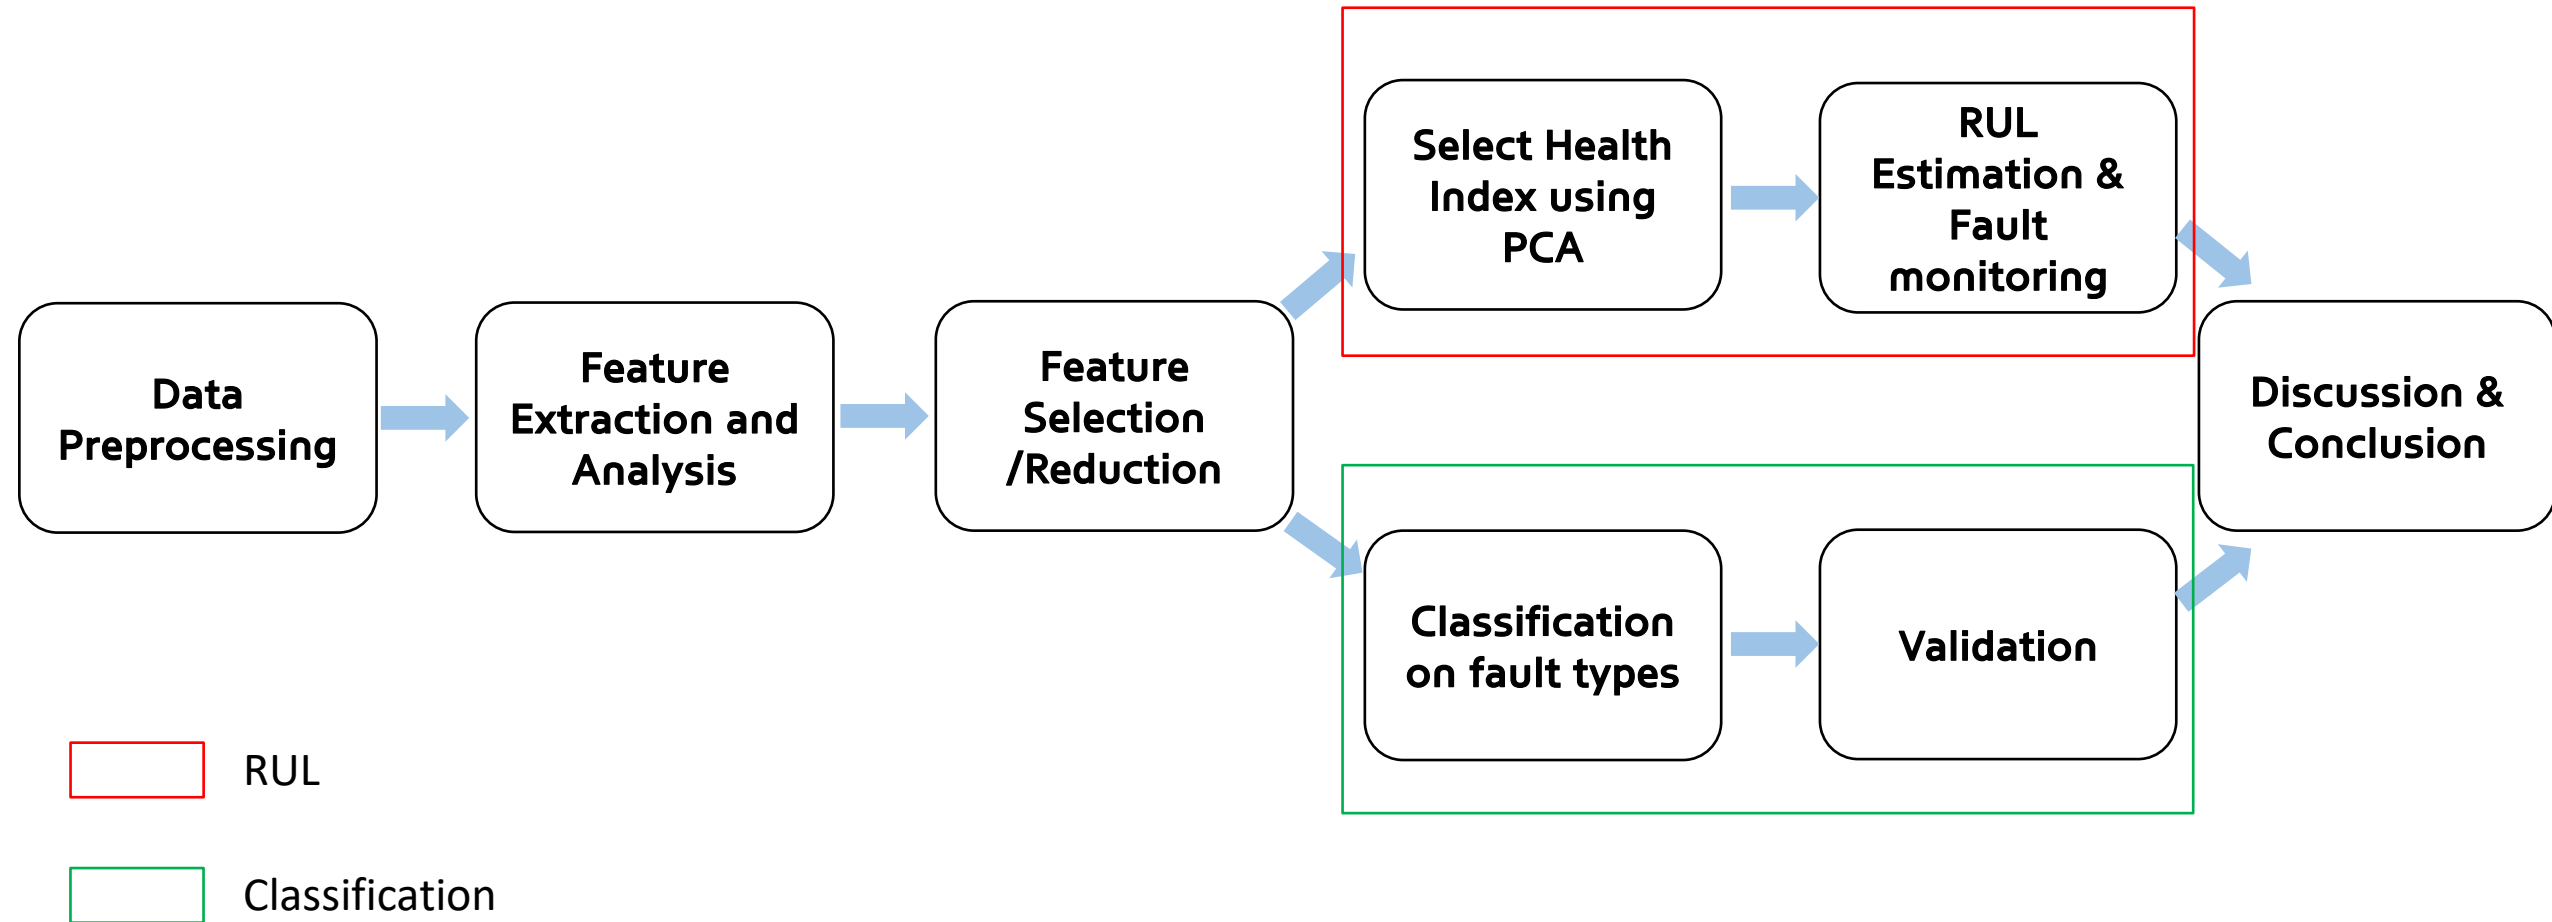 Data
Preprocessing
Feature
Extraction and
Analysis
Feature
Selection
/Reduction
Select Health
Index using
PCA
RUL
Estimation &
Fault
monitoring
Classification
on fault types
Validation
Discussion &
Conclusion
RUL
Classification